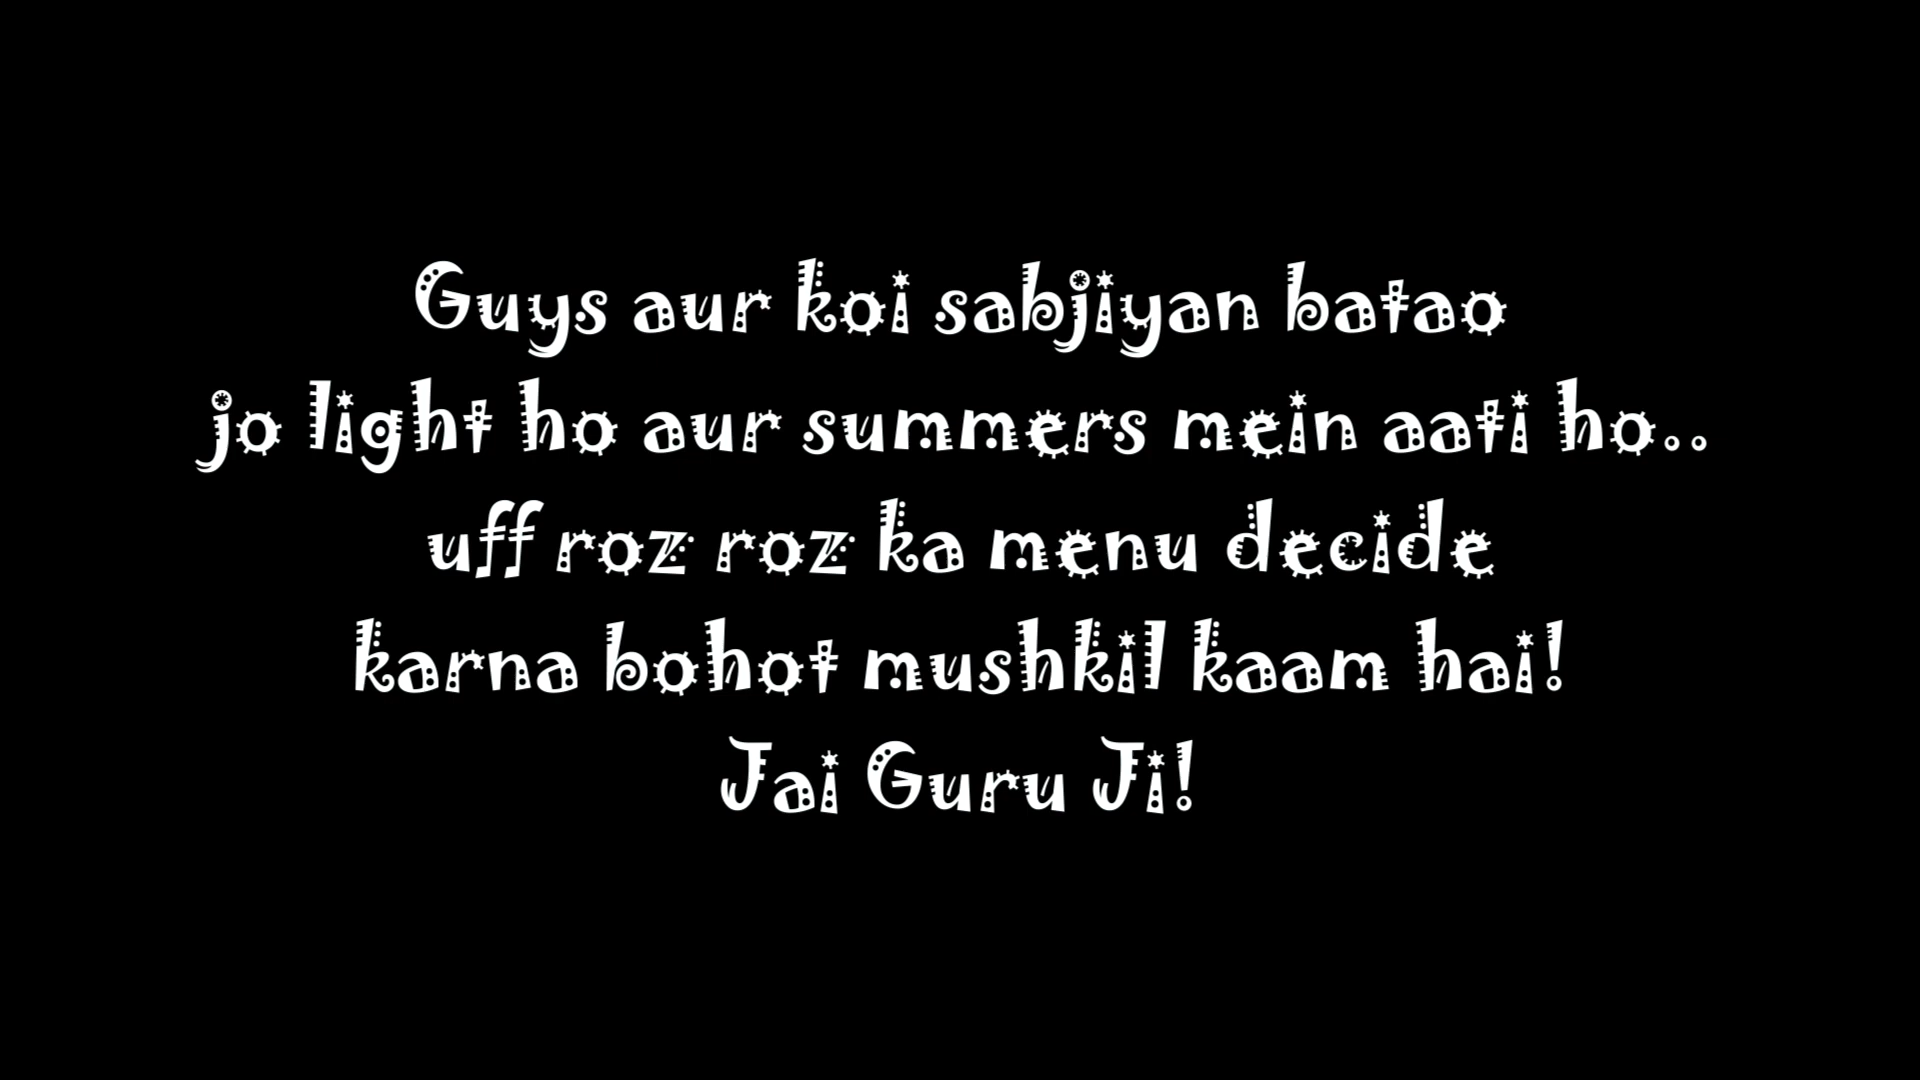 Guys aur koi sabjiyan batao
jo light ho aur summers mein aati ho..
uff roz roz ka menu decide
karna bohot mushkil kaam hai!
Jai Guru Ji!